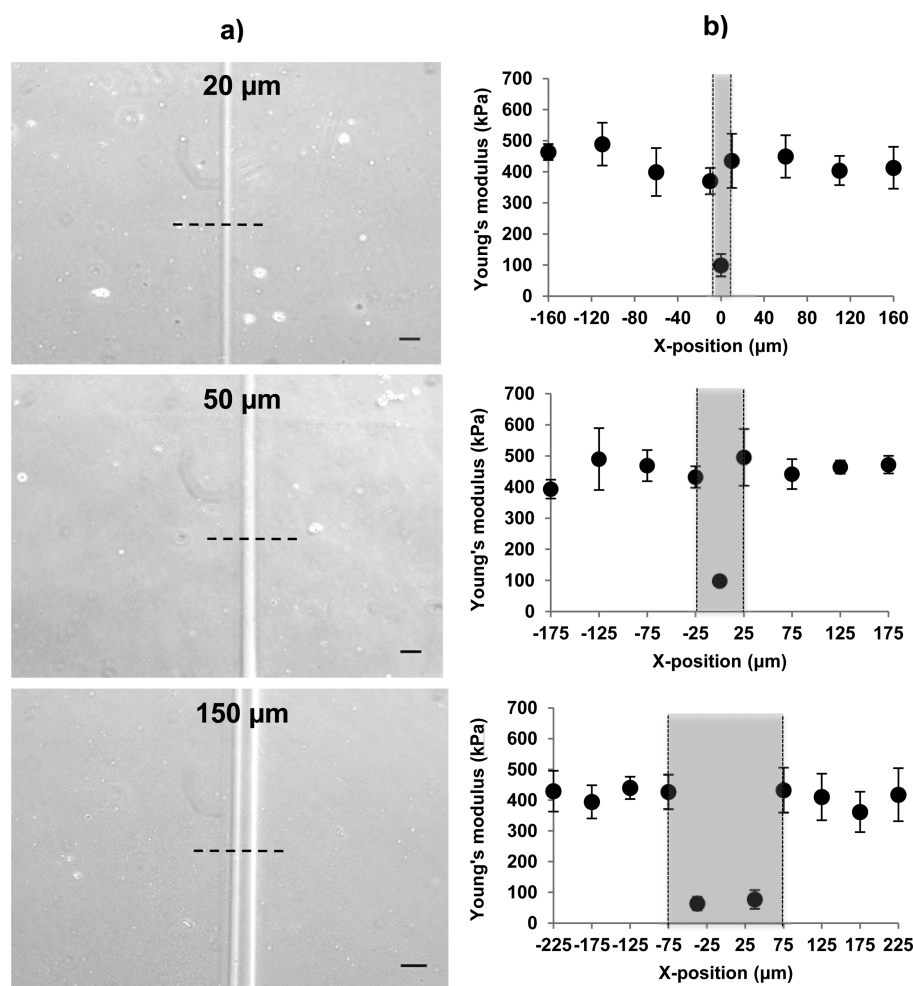 a)
b)
20 µm
700
600
500
400
300
200
100
0
Young's modulus (kPa)
-160 -120 -80 -40 0 40 80 120 160
X-position (µm)
50 µm
700
600
500
400
300
200
100
0
Young's modulus (kPa)
-175 -125 -75 -25 25 75 125 175
X-position (µm)
150 µm
700
600
500
400
300
200
100
0
Young's modulus (kPa)
-225 -175 -125 -75 -25 25 75 125 175 225
X-position (µm)